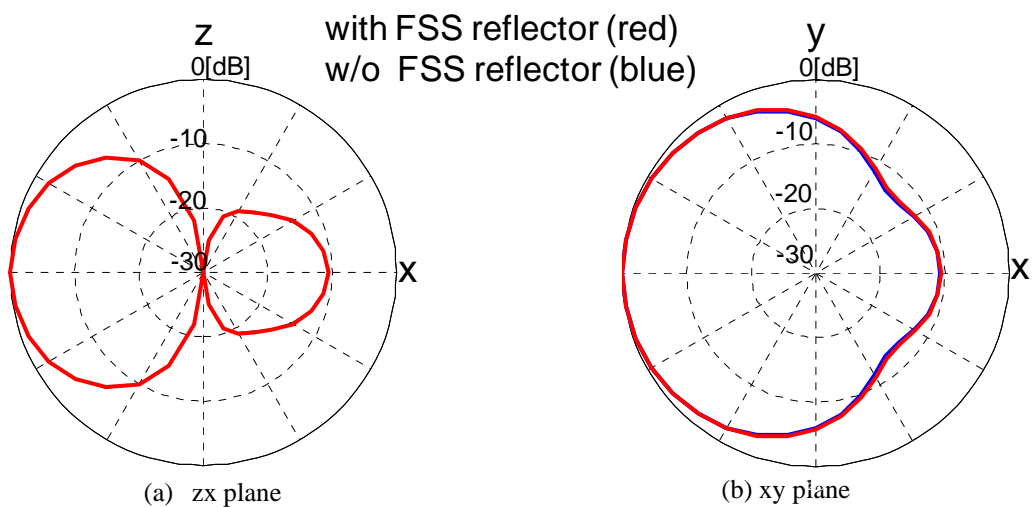 with FSS reflector (red)
w/o FSS reflector (blue)
z
0[dB]
-10
-20
-30
x
(a) zx plane
y
0[dB]
-10
-20
-30
x
(b) xy plane